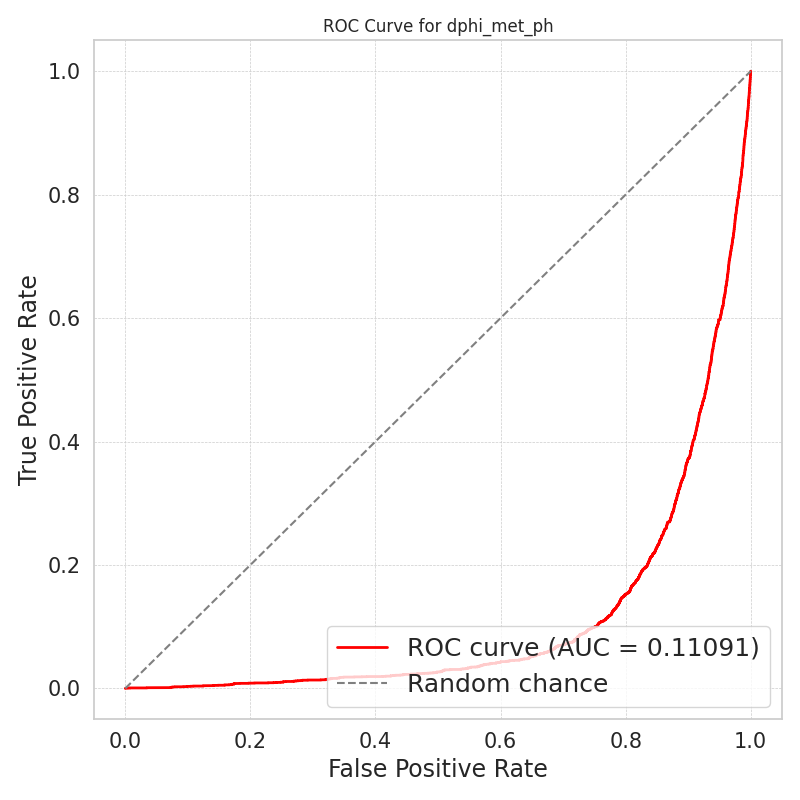 ROC Curve for dphi_met_ph
1.0
0.8
0.6
0.4
0.2
0.0
True Positive Rate
ROC curve (AUC = 0.11091)
Random chance
0.0 0.2 0.4 0.6 0.8 1.0
False Positive Rate